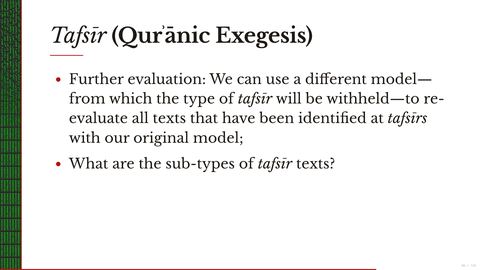 Tafsīr (Qurʾānic Exegesis)
• Further evaluation: We can use a different model—
from which the type of tafsīr will be withheld—to re-
evaluate all texts that have been identified at tafsīrs
with our original model;
• What are the sub-types of tafsīr texts?